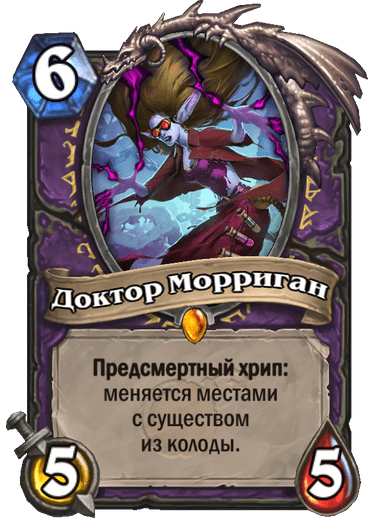 6
Доктор Морриган
Предсмертный хрип:
меняется местами
с существом
из колоды.
5 5